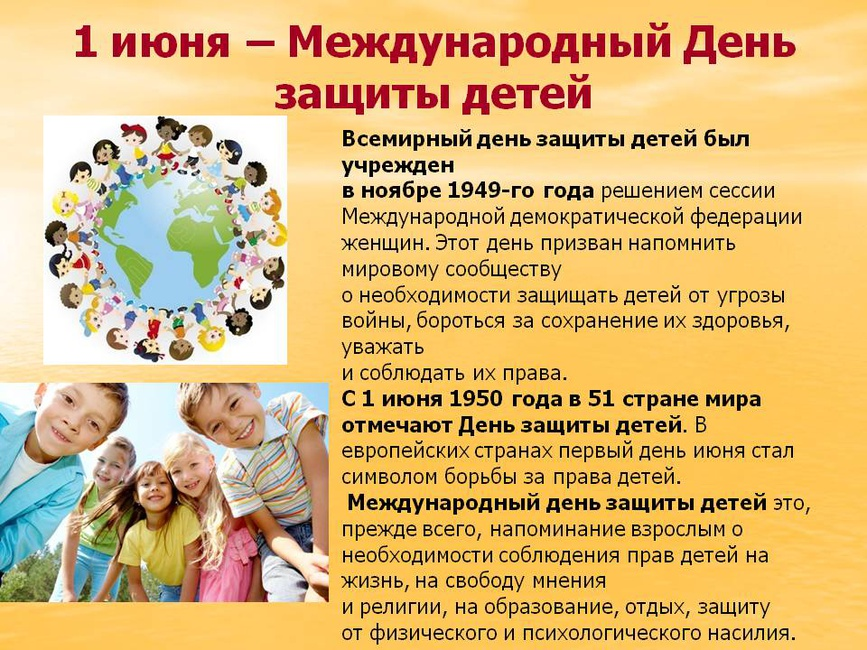 1 июня – Международный День
защиты детей
Всемирный день защиты детей был
учрежден
в ноябре 1949-го года решением сессии
Международной демократической федерации
женщин. Этот день призван напомнить
мировому сообществу
о необходимости защищать детей от угрозы
войны, бороться за сохранение их здоровья,
уважать
и соблюдать их права.
С 1 июня 1950 года в 51 стране мира
отмечают День защиты детей. В
европейских странах первый день июня стал
символом борьбы за права детей.
Международный день защиты детей это,
прежде всего, напоминание взрослым о
необходимости соблюдения прав детей на
жизнь, на свободу мнения
и религии, на образование, отдых, защиту
от физического и психологического насилия.